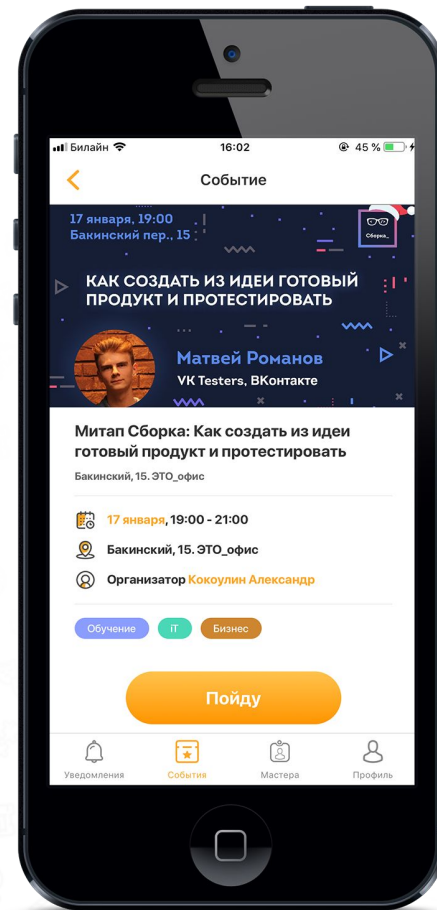 Билайн 16:02 45 %
Событие
17 января, 19:00
Бакинский пер., 15
Сборка_
КАК СОЗДАТЬ ИЗ ИДЕИ ГОТОВЫЙ
ПРОДУКТ И ПРОТЕСТИРОВАТЬ
Матвей Романов
VK Testers, ВКонтакте
Митап Сборка: Как создать из идеи
готовый продукт и протестировать
Бакинский, 15. ЭТО_офис
17 января, 19:00 - 21:00
Бакинский, 15. ЭТО_офис
Организатор Кокоулин Александр
Обучение iT Бизнес
Пойду
Уведомления События Мастера Профиль